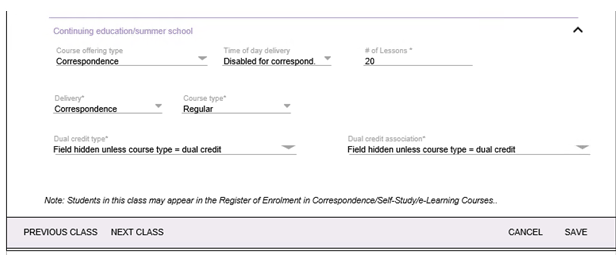 Continuing education/summer school
Course offering type Time of day delivery # of Lessons *
Correspondence Disabled for correspond. 20
Delivery* Course type*
Correspondence Regular
Dual credit type* Dual credit association*
Field hidden unless course type = dual credit Field hidden unless course type = dual credit
Note: Students in this class may appear in the Register of Enrolment in Correspondence/Self-Study/e-Learning Courses..
PREVIOUS CLASS NEXT CLASS CANCEL SAVE